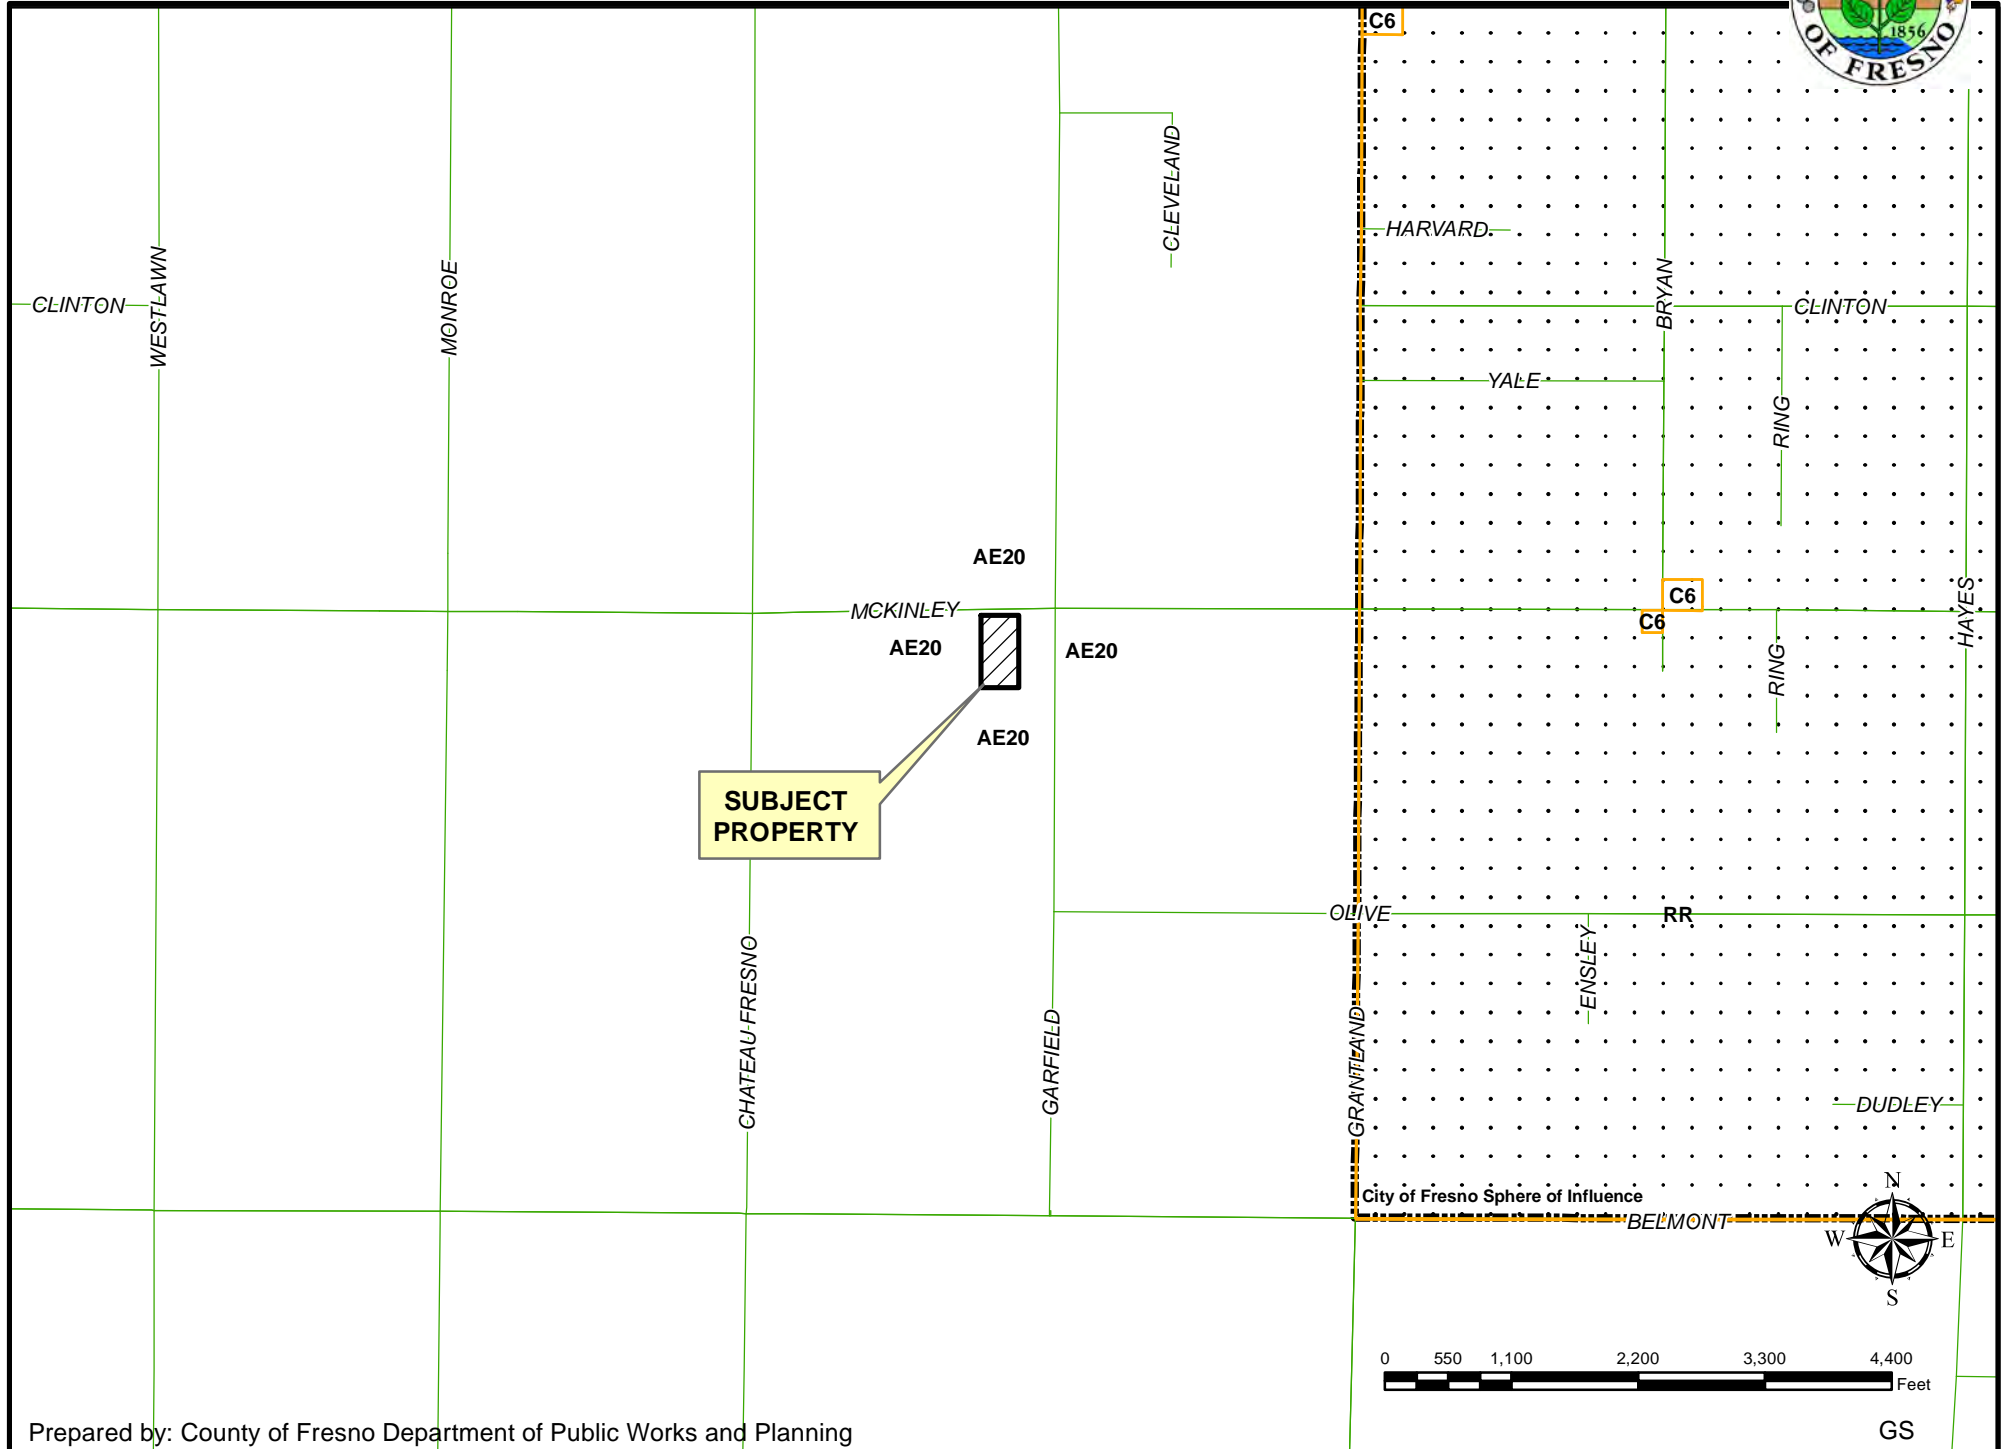 C6
1856
OF FRESNO
CLEVELAND
HARVARD
WESTLAWN
MONROE
BRYAN
CLINTON
CLINTON
YALE
RING
AE20
C6
HAYES
MCKINLEY
C6
AE20
AE20
RING
AE20
SUBJECT
PROPERTY
OLIVE
RR
ENSLEY
CHATEAU FRESNO
GARFIELD
GRANTLAND
DUDLEY
City of Fresno Sphere of Influence
BELMONT
N
W
E
S
0 550 1,100 2,200 3,300 4,400
Feet
Prepared by: County of Fresno Department of Public Works and Planning
GS